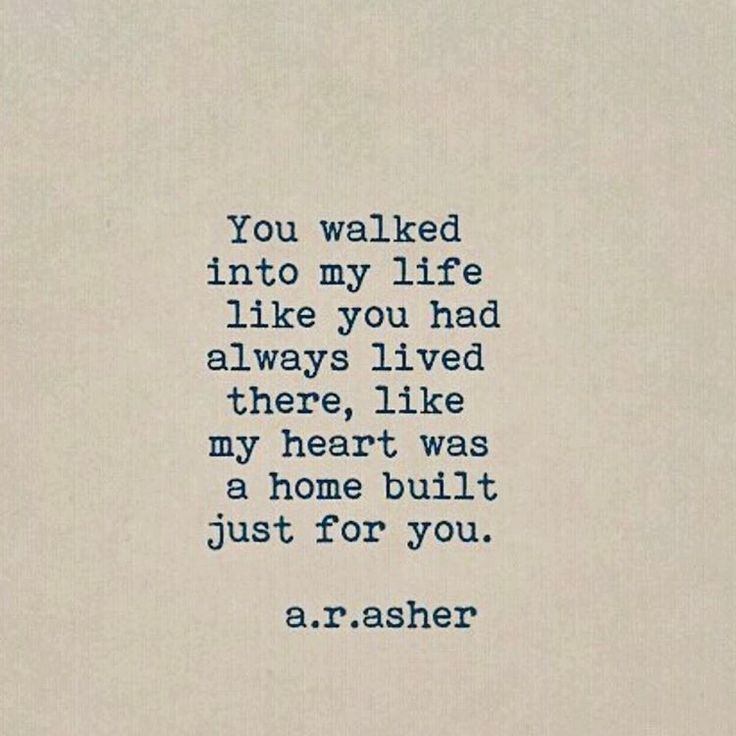 You walked
into my life
like you had
always lived
there, like
my heart was
a home built
just for you.
a.r.asher